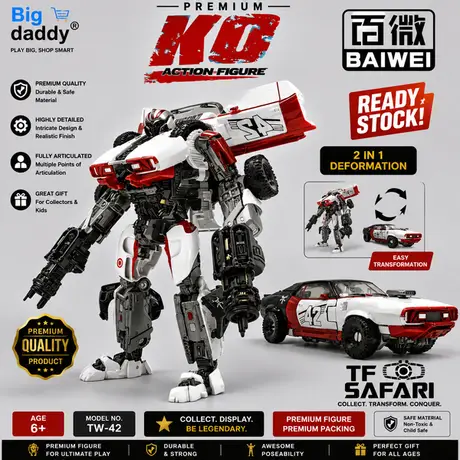 Big
daddy®
PLAY BIG, SHOP SMART
PREMIUM
KO
ACTION FIGURE
百微
BAIWEI
READY
STOCK!
PREMIUM QUALITY
Durable & Safe
Material
HIGHLY DETAILED
Intricate Design &
Realistic Finish
FULLY ARTICULATED
Multiple Points of
Articulation
GREAT GIFT
For Collectors &
Kids
SA
2 IN 1
DEFORMATION
EASY
TRANSFORMATION
PREMIUM
QUALITY
PRODUCT
TF
SAFARI
COLLECT. TRANSFORM. CONQUER.
AGE
6+
MODEL NO.
TW-42
COLLECT. DISPLAY.
BE LEGENDARY.
PREMIUM FIGURE
PREMIUM PACKING
SAFE MATERIAL
Non-Toxic &
Child Safe
PREMIUM FIGURE
FOR ULTIMATE PLAY
DURABLE
& STRONG
AWESOME
POSEABILITY
PERFECT GIFT
FOR ALL AGES